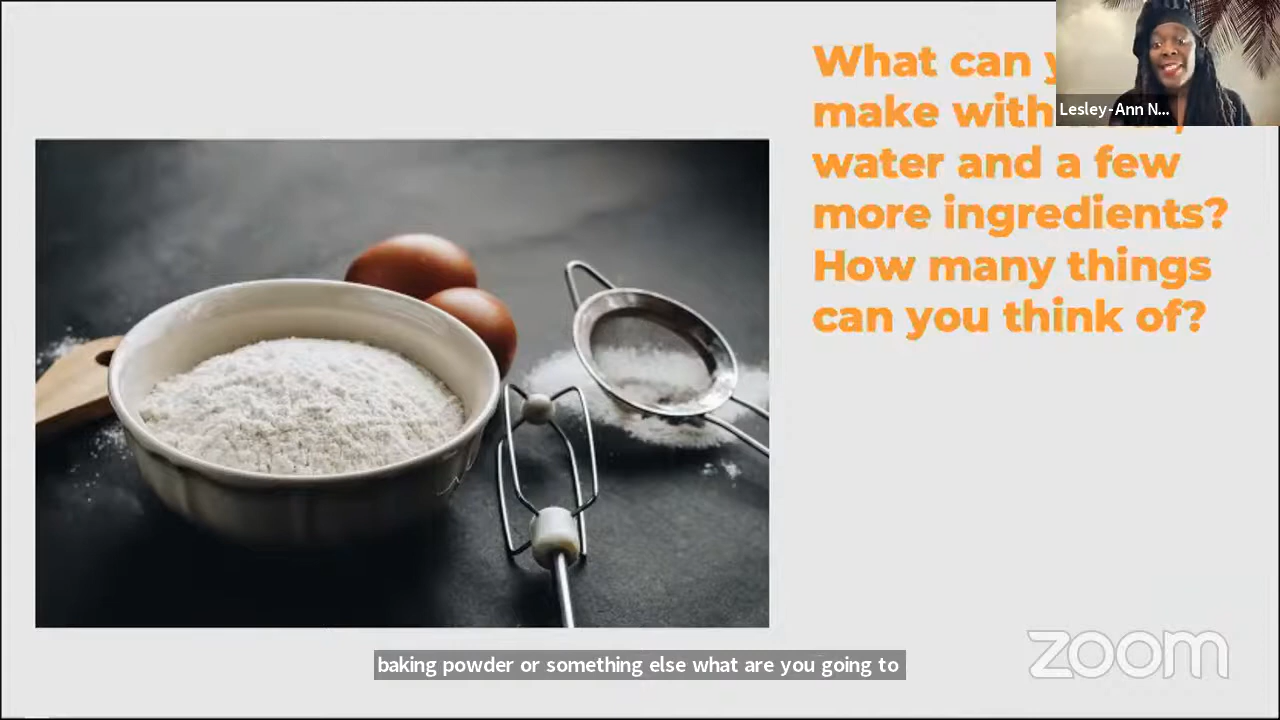 What can
make with
water and a few
more ingredients?
How many things
can you think of?
Lesley-Ann N...
baking powder or something else what are you going to
zoom